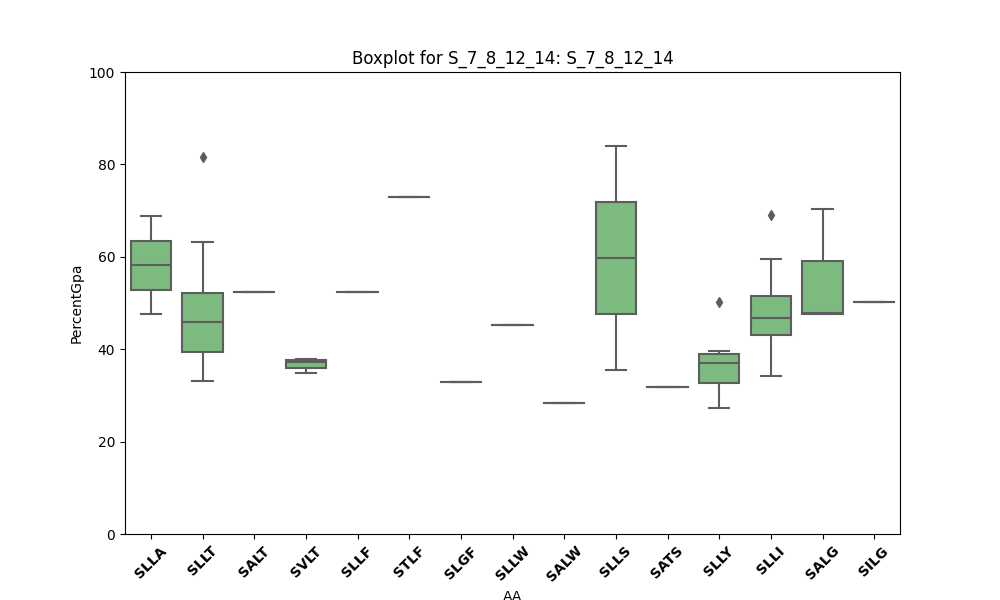 Boxplot for S_7_8_12_14: S_7_8_12_14
100
80
60
40
20
0
PercentGpa
SLLA
SLLT
SALT
SVLT
SLLF
STLF
SLGF
SLLW
SALW
SLLS
SATS
SLLY
SLLI
SALG
SILG
AA